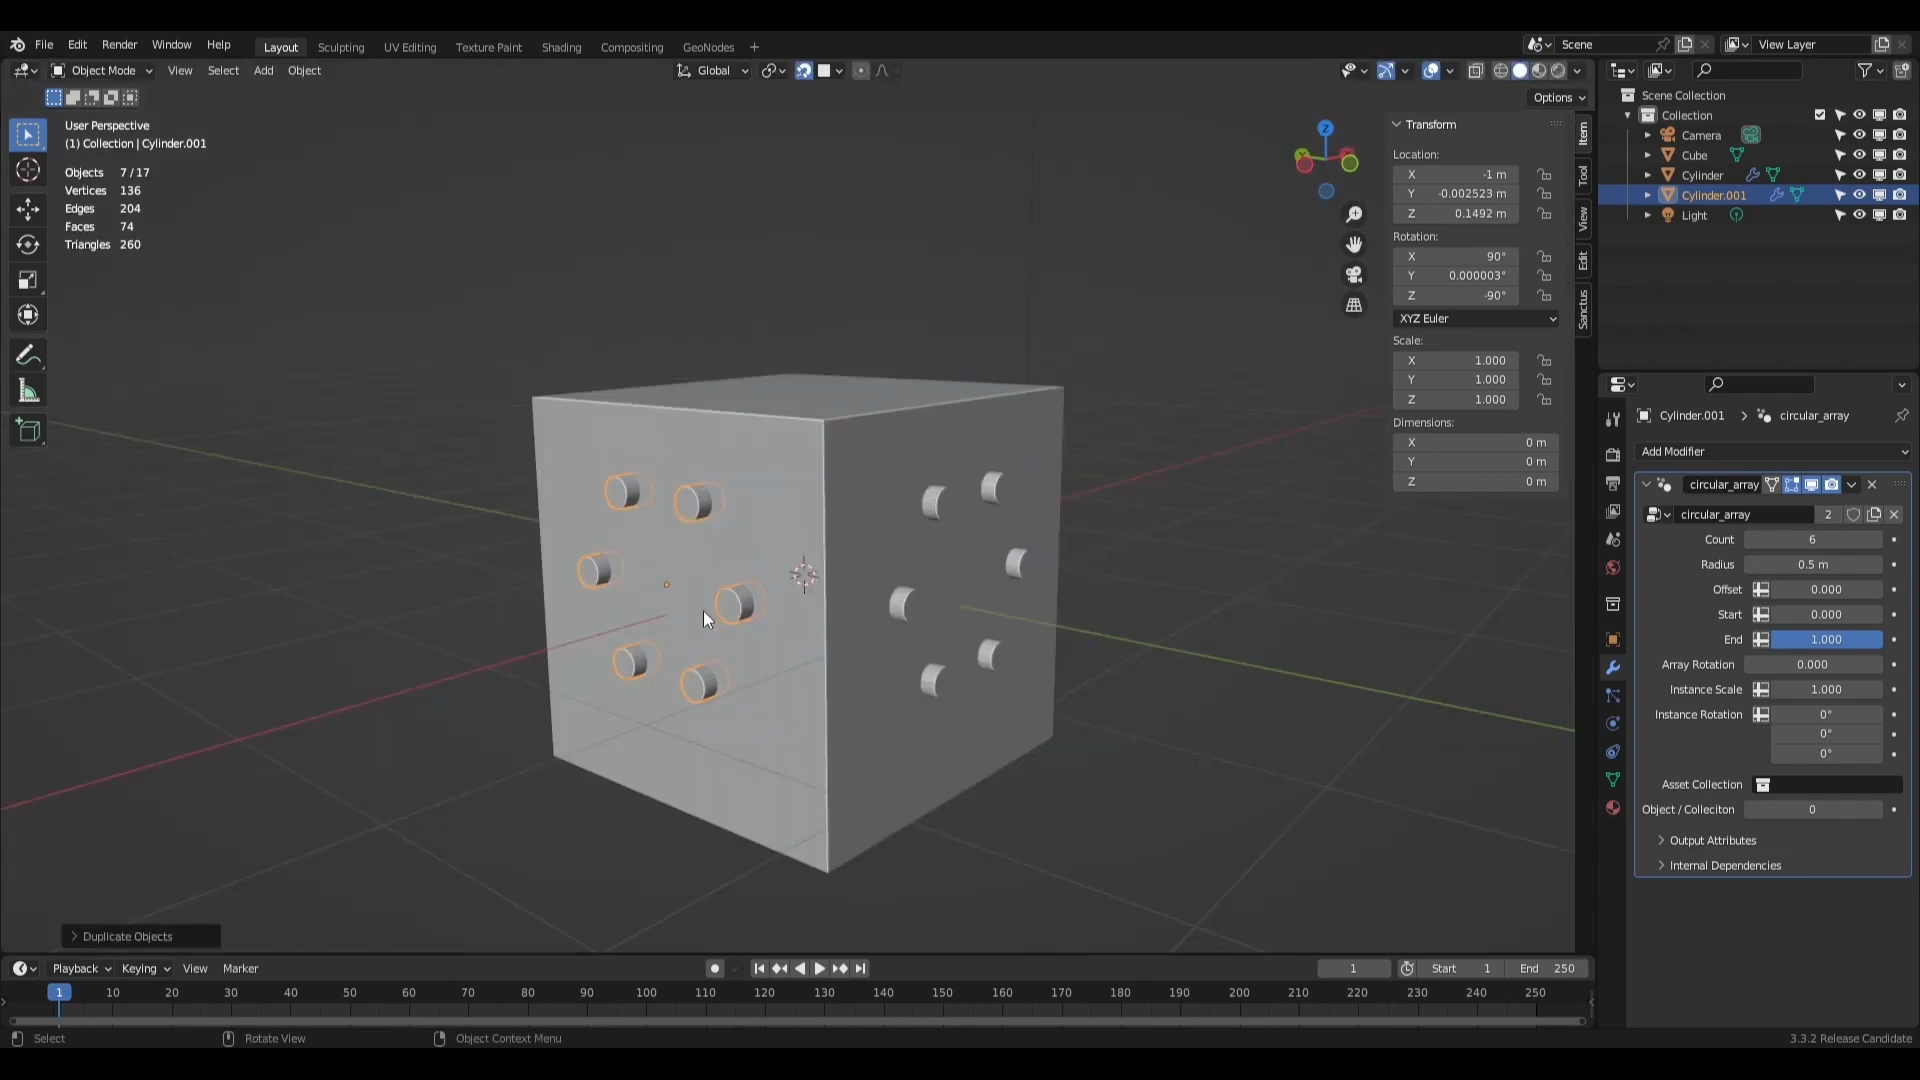 File Edit Render Window Help Layout Sculpting UV Editing Texture Paint Shading Compositing GeoNodes + Scene View Layer
Object Mode View Select Add Object Global
Options
User Perspective
(1) Collection | Cylinder.001
Objects 7 / 17
Vertices 136
Edges 204
Faces 74
Triangles 260
Z
Transform
Location:
X -1 m
Y -0.002523 m
Z 0.1492 m
Rotation:
X 90°
Y 0.000003°
Z -90°
XYZ Euler
Scale:
X 1.000
Y 1.000
Z 1.000
Dimensions:
X 0 m
Y 0 m
Z 0 m
Item
Tool
View
Edit
Sanctus
Scene Collection
Collection
Camera
Cube
Cylinder
Cylinder.001
Light
Cylinder.001 > circular_array
Add Modifier
circular_array
circular_array 2
Count 6
Radius 0.5 m
Offset 0.000
Start 0.000
End 1.000
Array Rotation 0.000
Instance Scale 1.000
Instance Rotation 0°
0°
0°
Asset Collection
Object / Colleciton 0
Output Attributes
Internal Dependencies
Duplicate Objects
Playback Keying View Marker 1 Start 1 End 250
1 10 20 30 40 50 60 70 80 90 100 110 120 130 140 150 160 170 180 190 200 210 220 230 240 250
Select Rotate View Object Context Menu 3.3.2 Release Candidate